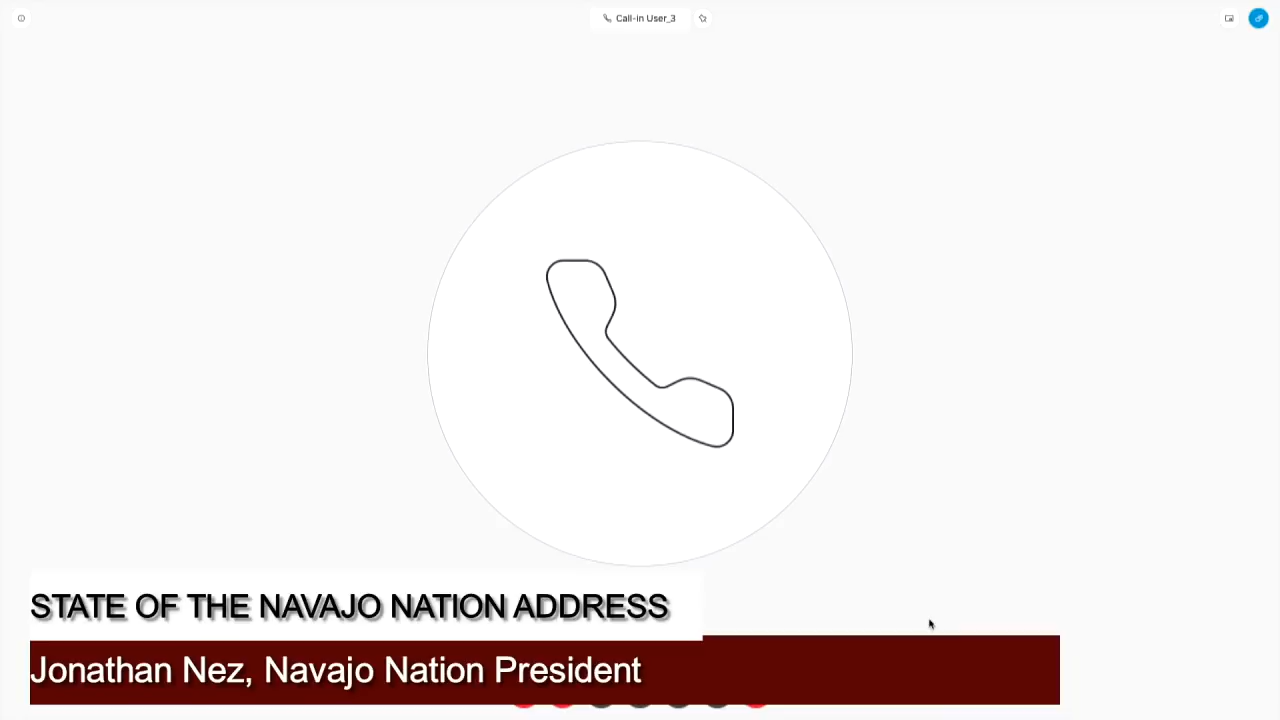 Call-in User_3
STATE OF THE NAVAJO NATION ADDRESS
Jonathan Nez, Navajo Nation President